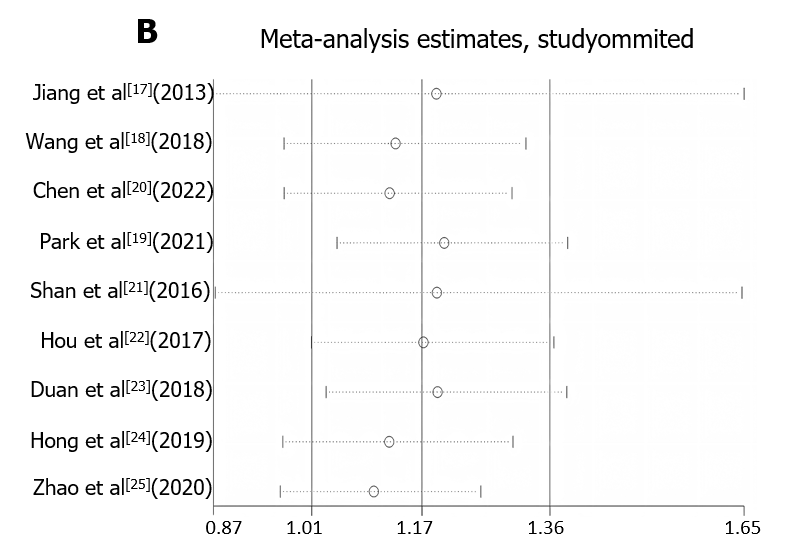 B
Meta-analysis estimates, studyommited
Jiang et al[17](2013)
Wang et al[18](2018)
Chen et al[20](2022)
Park et al[19](2021)
Shan et al[21](2016)
Hou et al[22](2017)
Duan et al[23](2018)
Hong et al[24](2019)
Zhao et al[25](2020)
0.87 1.01 1.17 1.36 1.65